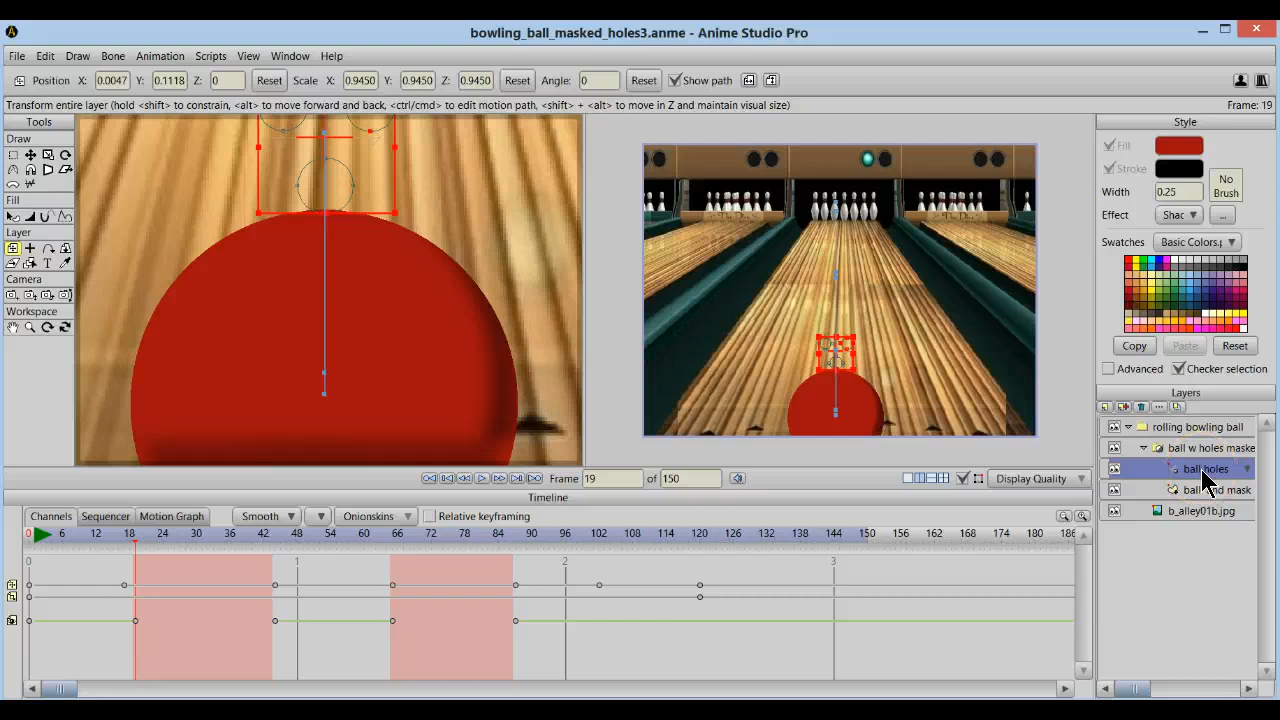 bowling_ball_masked_holes3.anme - Anime Studio Pro
File Edit Draw Bone Animation Scripts View Window Help
Position X: 0.0047 Y: 0.1118 Z: 0 Reset Scale X: 0.9450 Y: 0.9450 Z: 0.9450 Reset Angle: 0 Reset Show path
Transform entire layer (hold <shift> to constrain, <alt> to move forward and back, <ctrl/cmd> to edit motion path, <shift> + <alt> to move in Z and maintain visual size)
Frame: 19
Tools
Draw
Fill
Layer
Camera
Workspace
Style
Fill
Stroke
Width 0.25
No Brush
Effect Shac ...
Swatches Basic Colors.
Copy Paste Reset
Advanced Checker selection
Layers
rolling bowling ball
ball w holes maske
ball holes
ball and mask
b_alley01b.jpg
Frame 19 of 150 Display Quality
Timeline
Channels Sequencer Motion Graph Smooth Onionskins Relative keyframing
0 6 12 18 24 30 36 42 48 54 60 66 72 78 84 90 96 102 108 114 120 126 132 138 144 150 156 162 168 174 180 186
0 1 2 3